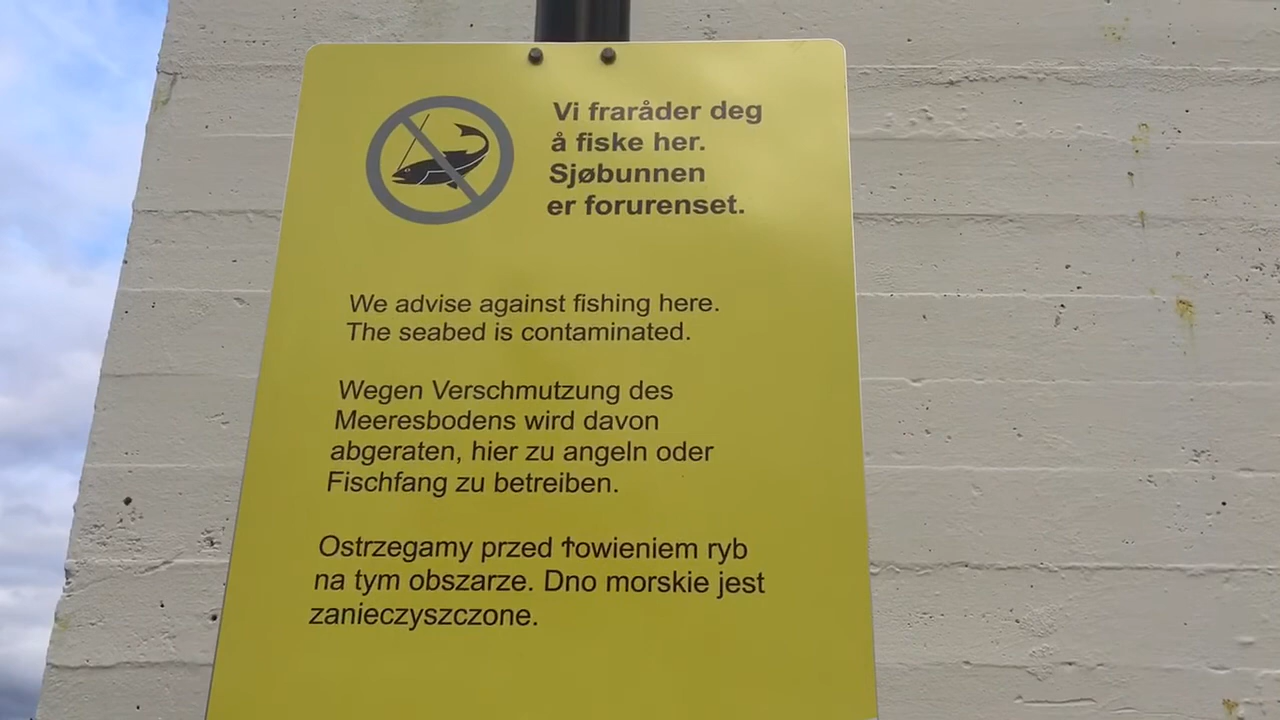 Vi fraråder deg
å fiske her.
Sjøbunnen
er forurenset.
We advise against fishing here.
The seabed is contaminated.
Wegen Verschmutzung des
Meeresbodens wird davon
abgeraten, hier zu angeln oder
Fischfang zu betreiben.
Ostrzegamy przed łowieniem ryb
na tym obszarze. Dno morskie jest
zanieczyszczone.